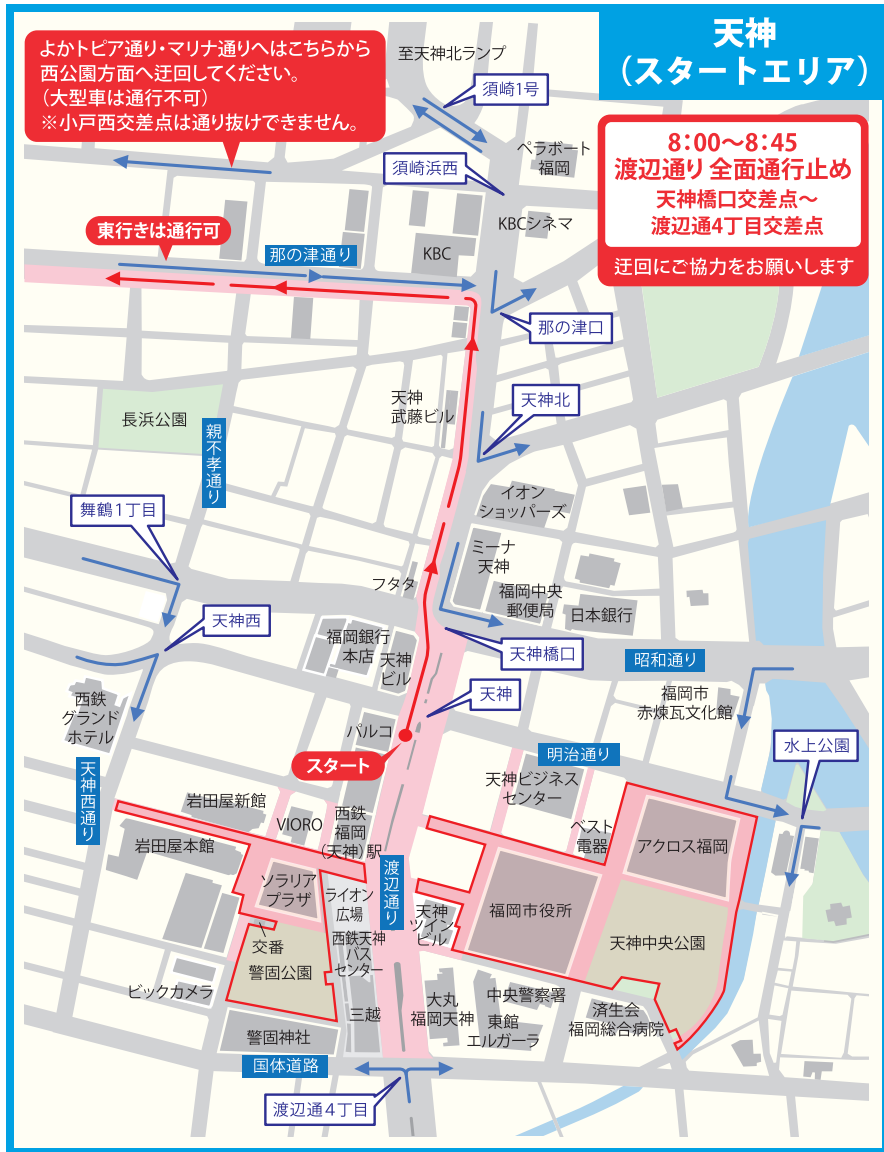 天神
（スタートエリア）
よかトピア通り・マリナ通りへはこちらから
西公園方面へ迂回してください。
（大型車は通行不可）
※小戸西交差点は通り抜けできません。
至天神北ランプ
須崎1号
8:00～8:45
渡辺通り 全面通行止め
天神橋口交差点～
渡辺通4丁目交差点
迂回にご協力をお願いします
ベラボート
福岡
須崎浜西
KBCシネマ
東行きは通行可
那の津通り
KBC
那の津口
天神
武藤ビル
天神北
長浜公園
親不孝通り
イオン
ショッパーズ
舞鶴1丁目
ミーナ
天神
フタタ
福岡中央
郵便局
日本銀行
天神西
福岡銀行
本店
天神
ビル
天神橋口
昭和通り
西鉄
グランド
ホテル
天神
福岡市
赤煉瓦文化館
パルコ
スタート
明治通り
水上公園
天神西通り
天神ビジネス
センター
岩田屋新館
VIORO
西鉄
福岡
（天神）駅
ベスト
電器
アクロス福岡
岩田屋本館
渡辺通り
ソラリア
プラザ
ライオン
広場
天神
ツイン
ビル
福岡市役所
天神中央公園
交番
西鉄天神
バス
センター
警固公園
ビックカメラ
三越
大丸
福岡天神
中央警察署
東館
エルガーラ
済生会
福岡総合病院
警固神社
国体道路
渡辺通4丁目